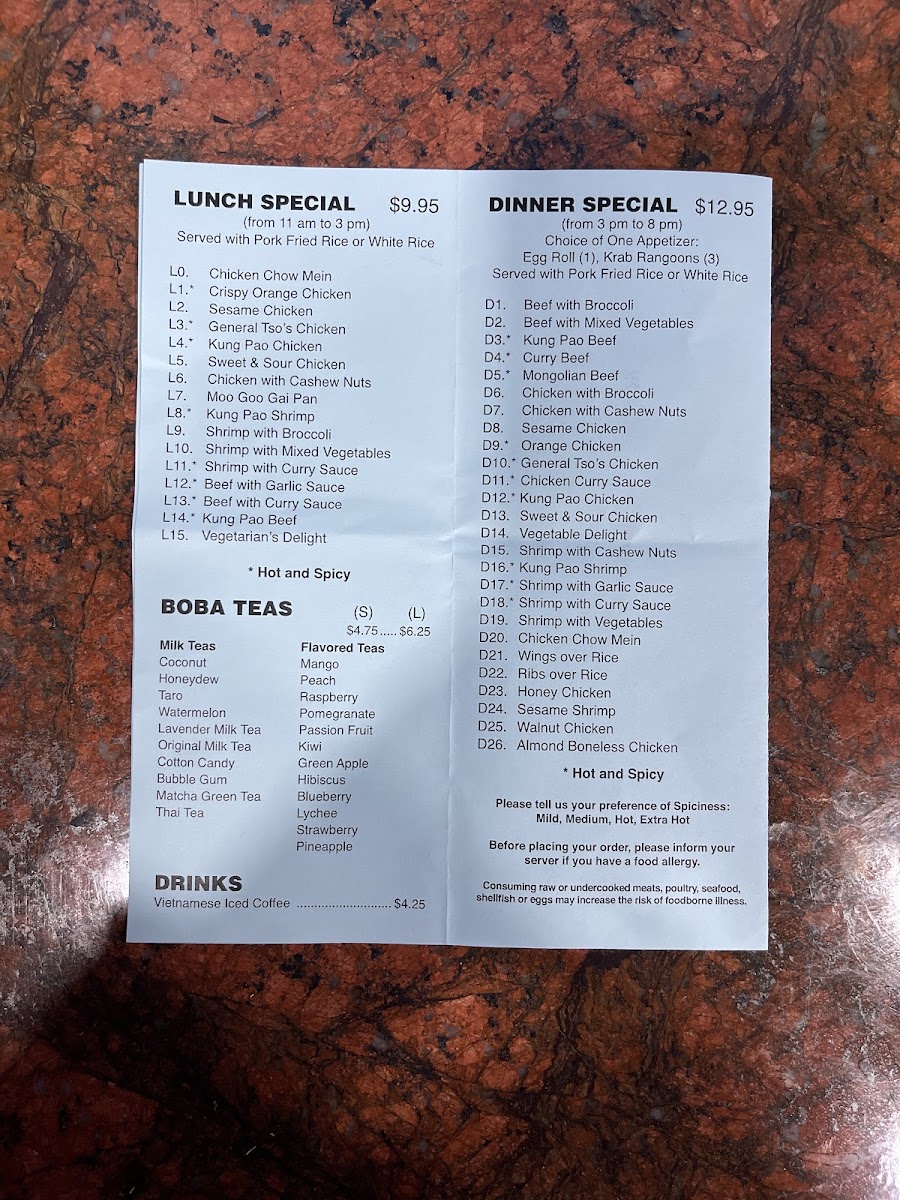 LUNCH SPECIAL $9.95
(from 11 am to 3 pm)
Served with Pork Fried Rice or White Rice
L0. Chicken Chow Mein
L1.* Crispy Orange Chicken
L2. Sesame Chicken
L3.* General Tso's Chicken
L4.* Kung Pao Chicken
L5. Sweet & Sour Chicken
L6. Chicken with Cashew Nuts
L7. Moo Goo Gai Pan
L8.* Kung Pao Shrimp
L9. Shrimp with Broccoli
L10. Shrimp with Mixed Vegetables
L11.* Shrimp with Curry Sauce
L12.* Beef with Garlic Sauce
L13.* Beef with Curry Sauce
L14.* Kung Pao Beef
L15. Vegetarian's Delight
* Hot and Spicy
BOBA TEAS (S) (L)
$4.75 ..... $6.25
Milk Teas
Coconut
Honeydew
Taro
Watermelon
Lavender Milk Tea
Original Milk Tea
Cotton Candy
Bubble Gum
Matcha Green Tea
Thai Tea
Flavored Teas
Mango
Peach
Raspberry
Pomegranate
Passion Fruit
Kiwi
Green Apple
Hibiscus
Blueberry
Lychee
Strawberry
Pineapple
DRINKS
Vietnamese Iced Coffee ........................... $4.25
DINNER SPECIAL $12.95
(from 3 pm to 8 pm)
Choice of One Appetizer:
Egg Roll (1), Krab Rangoons (3)
Served with Pork Fried Rice or White Rice
D1. Beef with Broccoli
D2. Beef with Mixed Vegetables
D3.* Kung Pao Beef
D4.* Curry Beef
D5.* Mongolian Beef
D6. Chicken with Broccoli
D7. Chicken with Cashew Nuts
D8. Sesame Chicken
D9.* Orange Chicken
D10.* General Tso's Chicken
D11.* Chicken Curry Sauce
D12.* Kung Pao Chicken
D13. Sweet & Sour Chicken
D14. Vegetable Delight
D15. Shrimp with Cashew Nuts
D16.* Kung Pao Shrimp
D17.* Shrimp with Garlic Sauce
D18.* Shrimp with Curry Sauce
D19. Shrimp with Vegetables
D20. Chicken Chow Mein
D21. Wings over Rice
D22. Ribs over Rice
D23. Honey Chicken
D24. Sesame Shrimp
D25. Walnut Chicken
D26. Almond Boneless Chicken
* Hot and Spicy
Please tell us your preference of Spiciness:
Mild, Medium, Hot, Extra Hot
Before placing your order, please inform your
server if you have a food allergy.
Consuming raw or undercooked meats, poultry, seafood,
shellfish or eggs may increase the risk of foodborne illness.